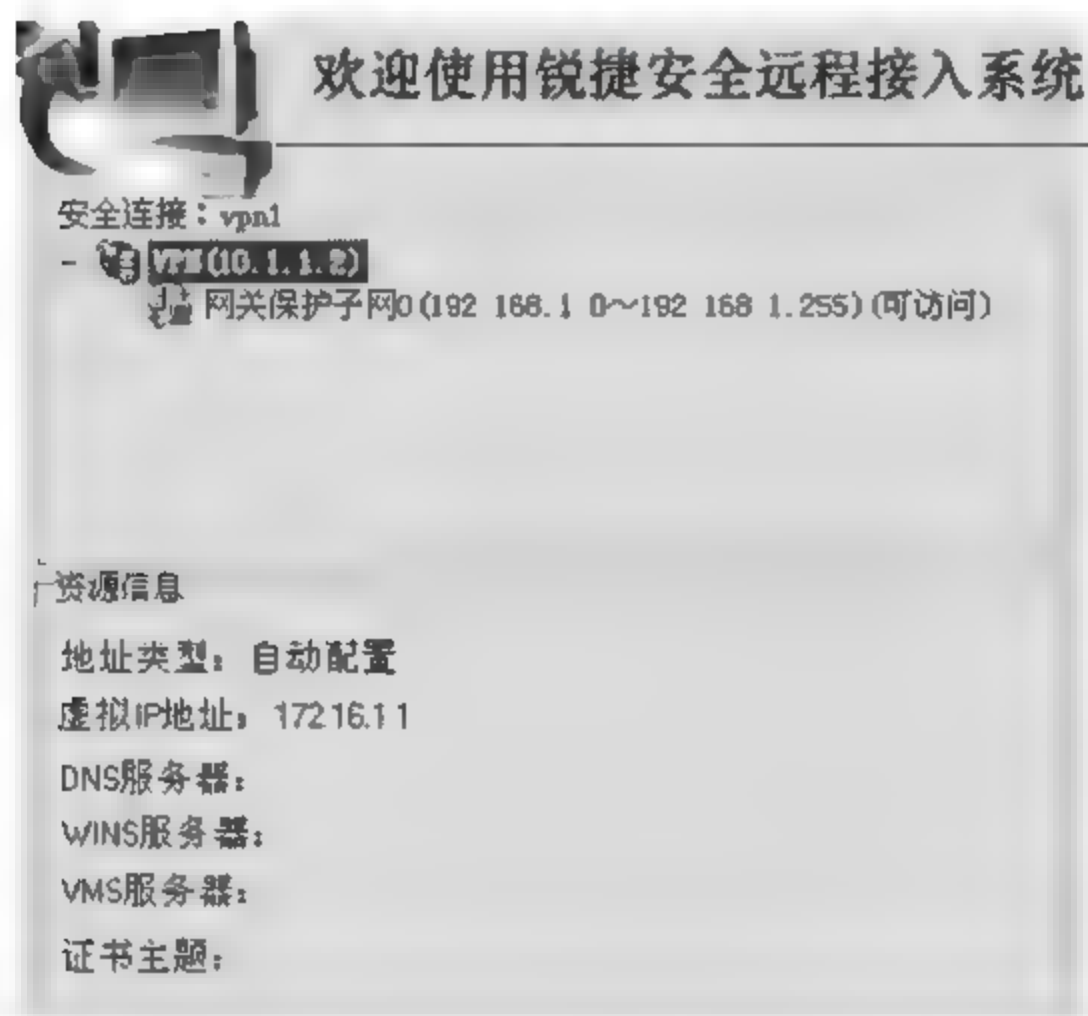 欢迎使用锐捷安全远程接入系统
安全连接：vpn1
- VPN(10.1.1.2)
网关保护子网0(192 168.1 0～192 168 1.255)(可访问)
资源信息
地址类型：自动配置
虚拟IP地址：172 16.1 1
DNS服务器：
WINS服务器：
VMS服务器：
证书主题：